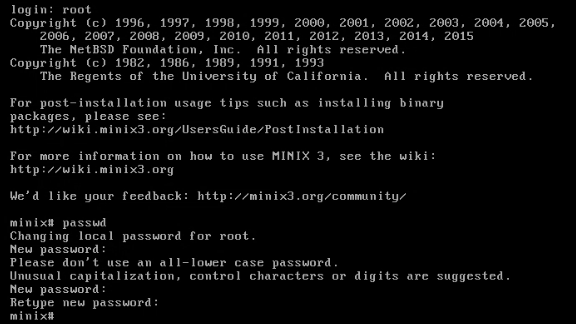 login: root
Copyright (c) 1996, 1997, 1998, 1999, 2000, 2001, 2002, 2003, 2004, 2005,
    2006, 2007, 2008, 2009, 2010, 2011, 2012, 2013, 2014, 2015
    The NetBSD Foundation, Inc.  All rights reserved.
Copyright (c) 1982, 1986, 1989, 1991, 1993
    The Regents of the University of California.  All rights reserved.

For post-installation usage tips such as installing binary
packages, please see:
http://wiki.minix3.org/UsersGuide/PostInstallation

For more information on how to use MINIX 3, see the wiki:
http://wiki.minix3.org

We'd like your feedback: http://minix3.org/community/

minix# passwd
Changing local password for root.
New password:
Please don't use an all-lower case password.
Unusual capitalization, control characters or digits are suggested.
New password:
Retype new password:
minix#